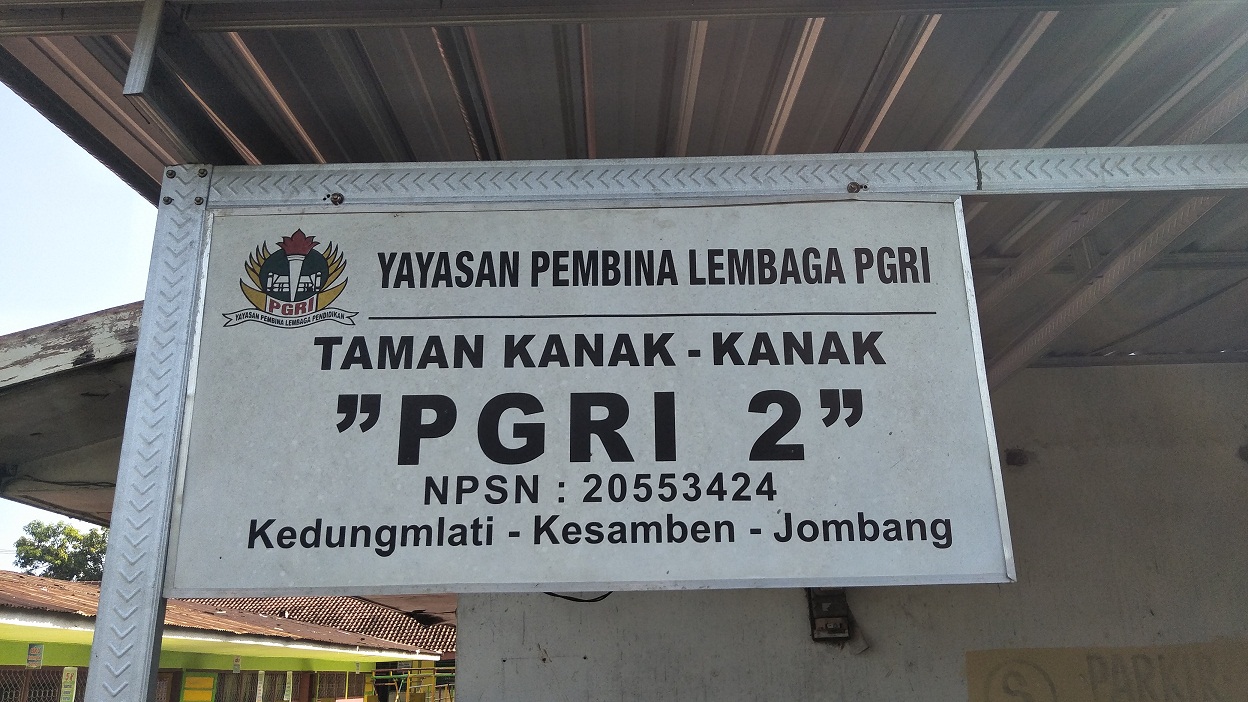 YAYASAN PEMBINA LEMBAGA PGRI
PGRI
YAYASAN PEMBINA LEMBAGA PENDIDIKAN
TAMAN KANAK - KANAK
”PGRI 2”
NPSN : 20553424
Kedungmlati - Kesamben - Jombang
S
PARKIR